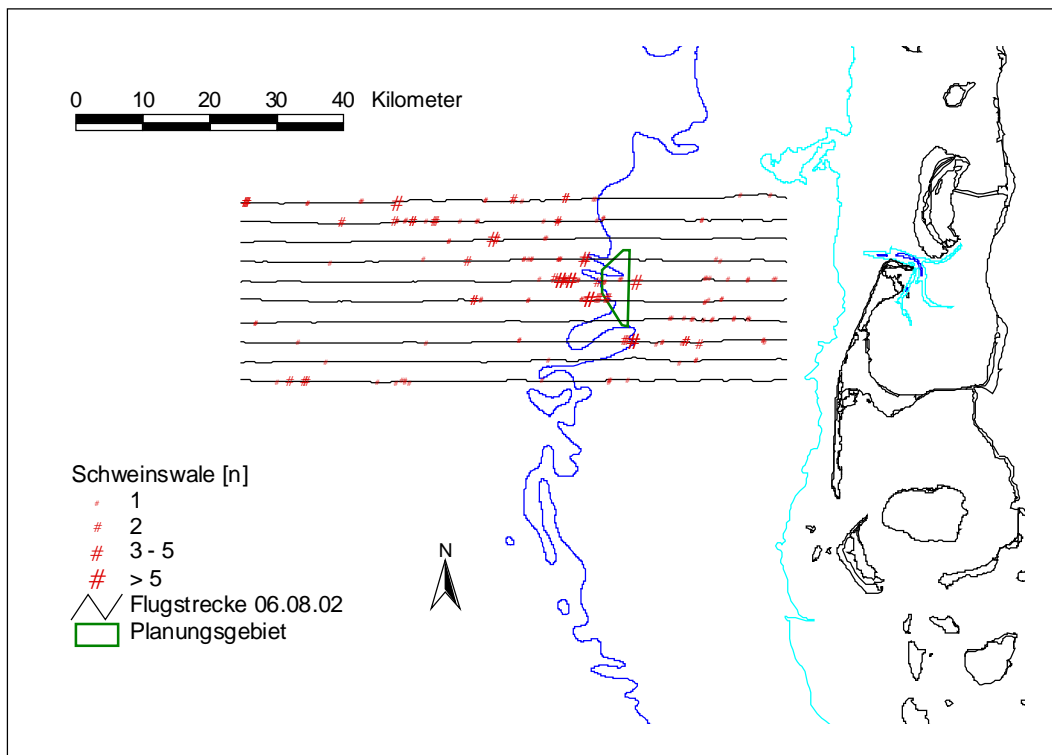 0 10 20 30 40 Kilometer
Schweinswale [n]
1
2
3 - 5
> 5
Flugstrecke 06.08.02
Planungsgebiet
N